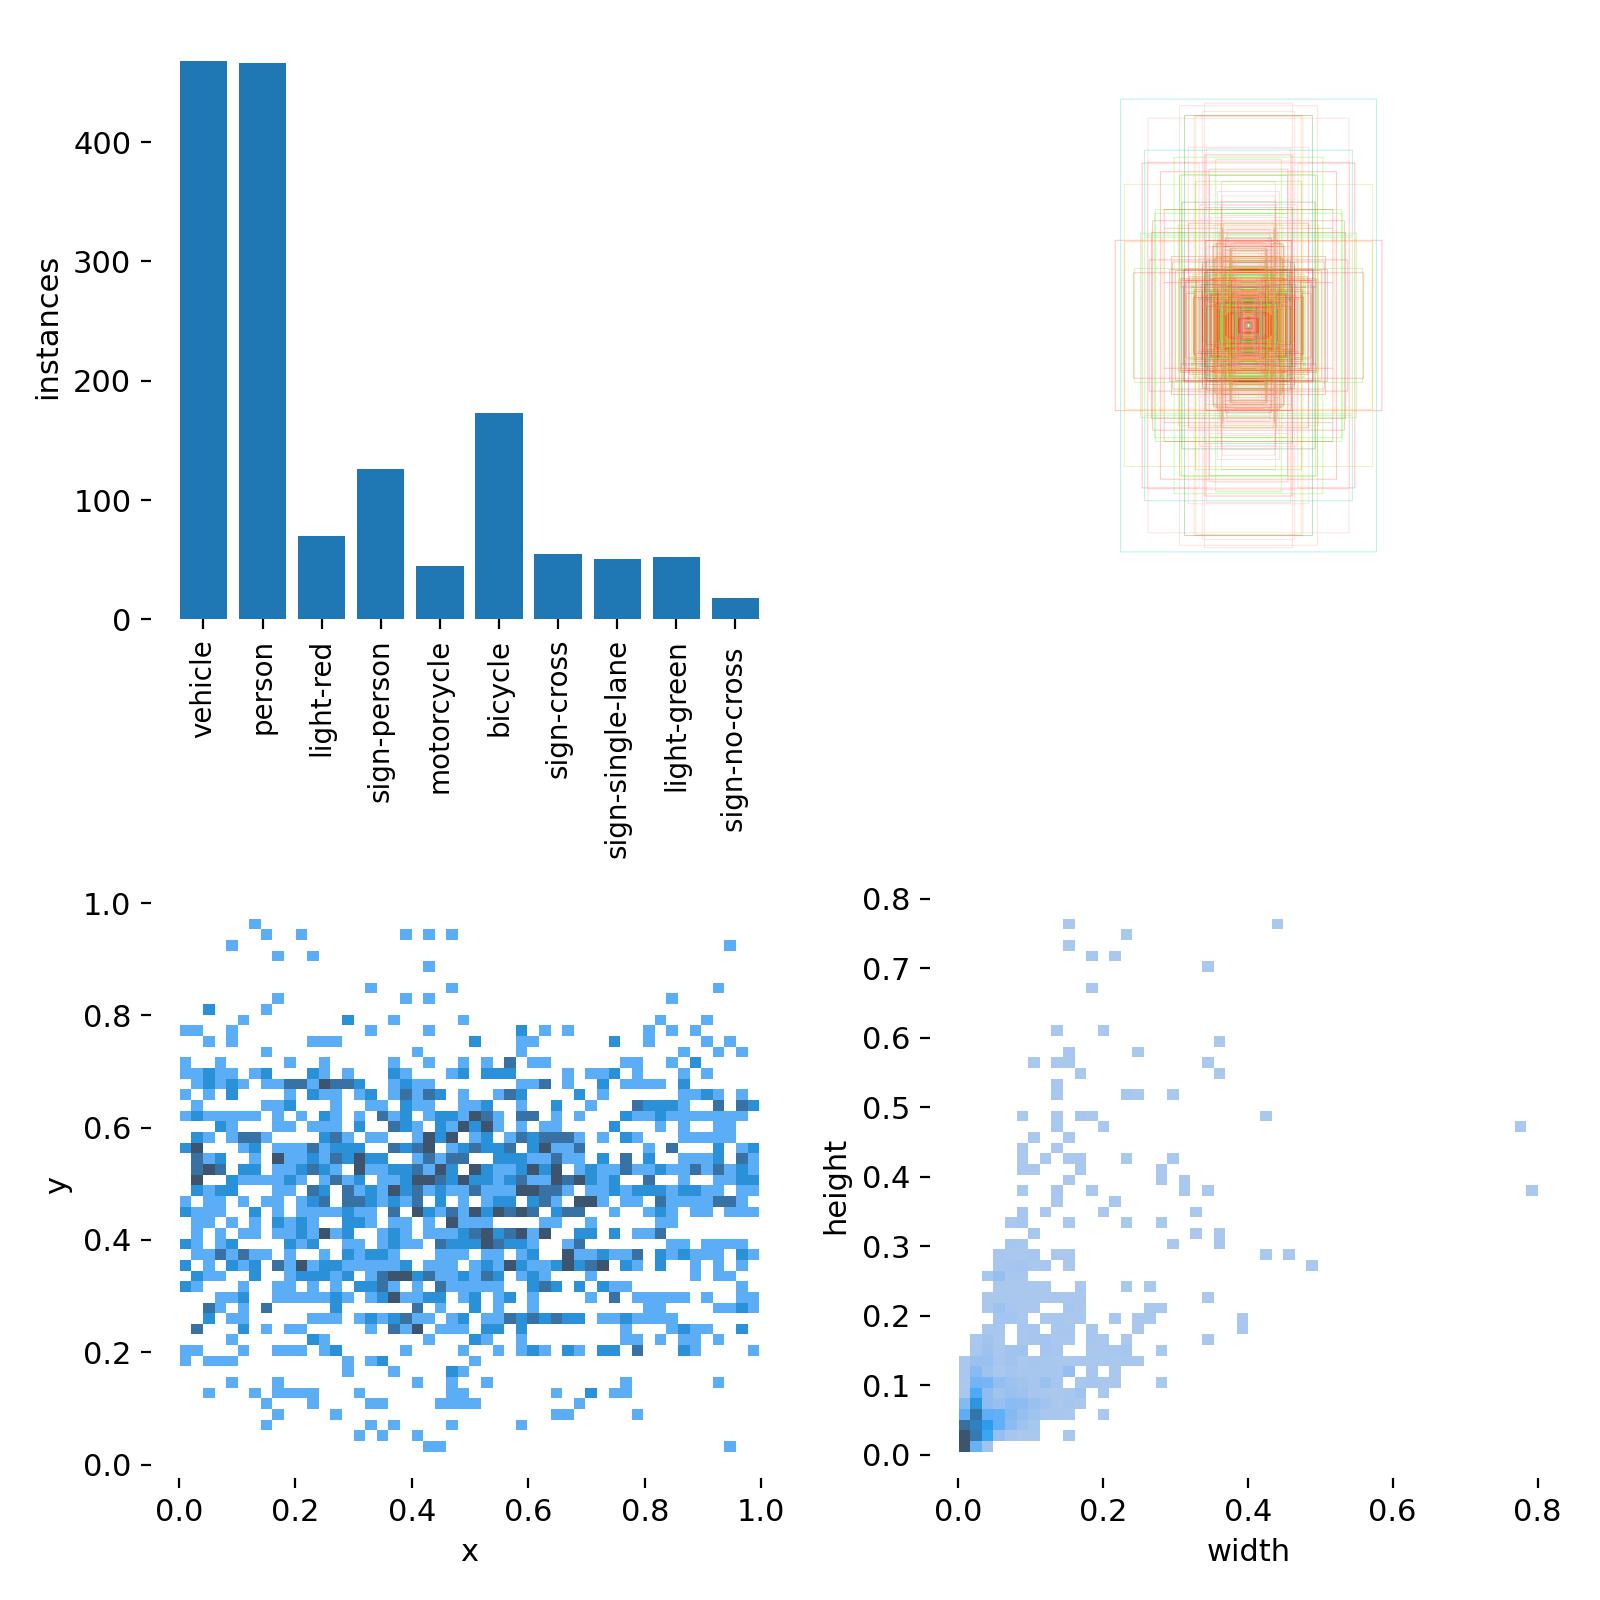 instances
400
300
200
100
0
vehicle
person
light-red
sign-person
motorcycle
bicycle
sign-cross
sign-single-lane
light-green
sign-no-cross
y
1.0
0.8
0.6
0.4
0.2
0.0
0.0 0.2 0.4 0.6 0.8 1.0
x
height
0.8
0.7
0.6
0.5
0.4
0.3
0.2
0.1
0.0
0.0 0.2 0.4 0.6 0.8
width